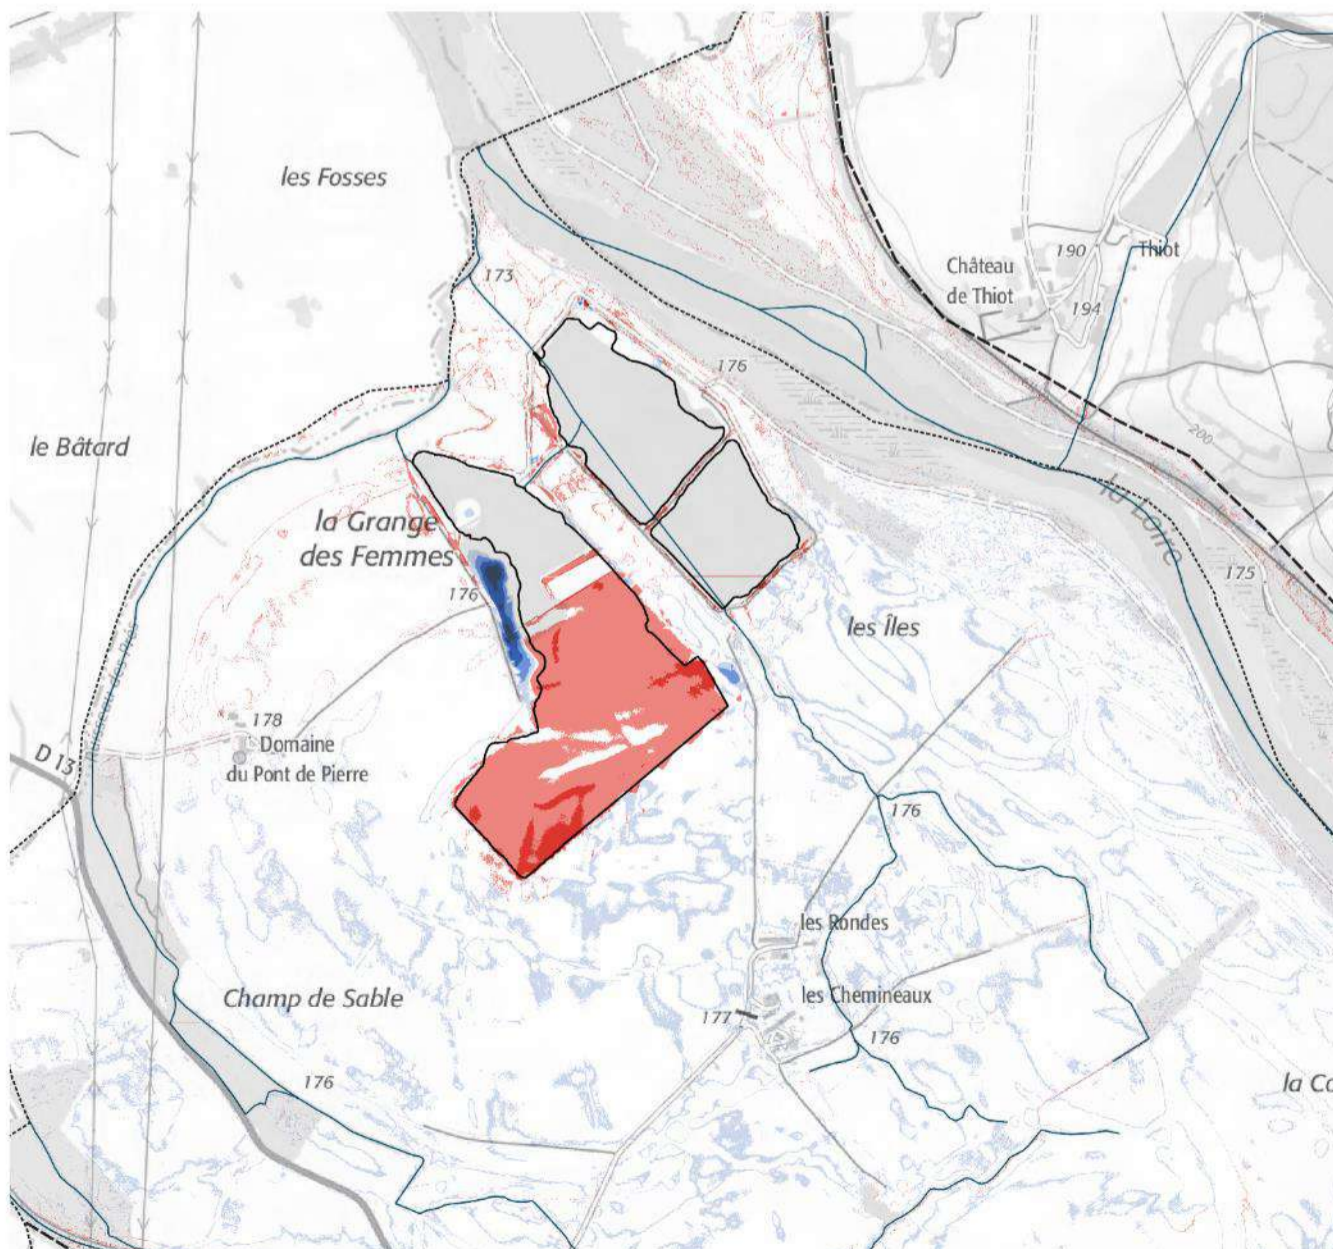 les Fosses
173
Château
de Thiot
190
Thiot
194
176
200
le Bâtard
la Grange
des Femmes
176
la Loire
175
les Îles
178
Domaine
du Pont de Pierre
D 13
176
les Rondes
les Chemineaux
177
176
Champ de Sable
176
la Co